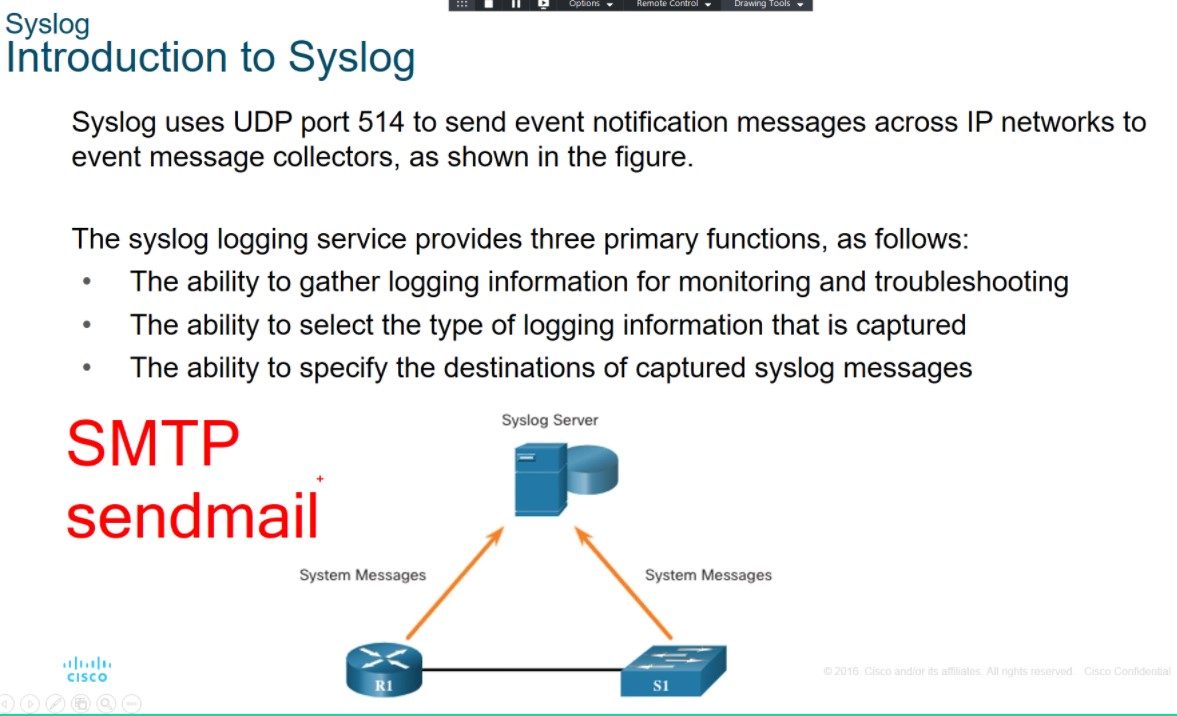 Options Remote Control Drawing Tools
Syslog
Introduction to Syslog
Syslog uses UDP port 514 to send event notification messages across IP networks to
event message collectors, as shown in the figure.
The syslog logging service provides three primary functions, as follows:
• The ability to gather logging information for monitoring and troubleshooting
• The ability to select the type of logging information that is captured
• The ability to specify the destinations of captured syslog messages
SMTP
sendmail
Syslog Server
System Messages
System Messages
R1
S1
CISCO
© 2016 Cisco and/or its affiliates. All rights reserved. Cisco Confidential